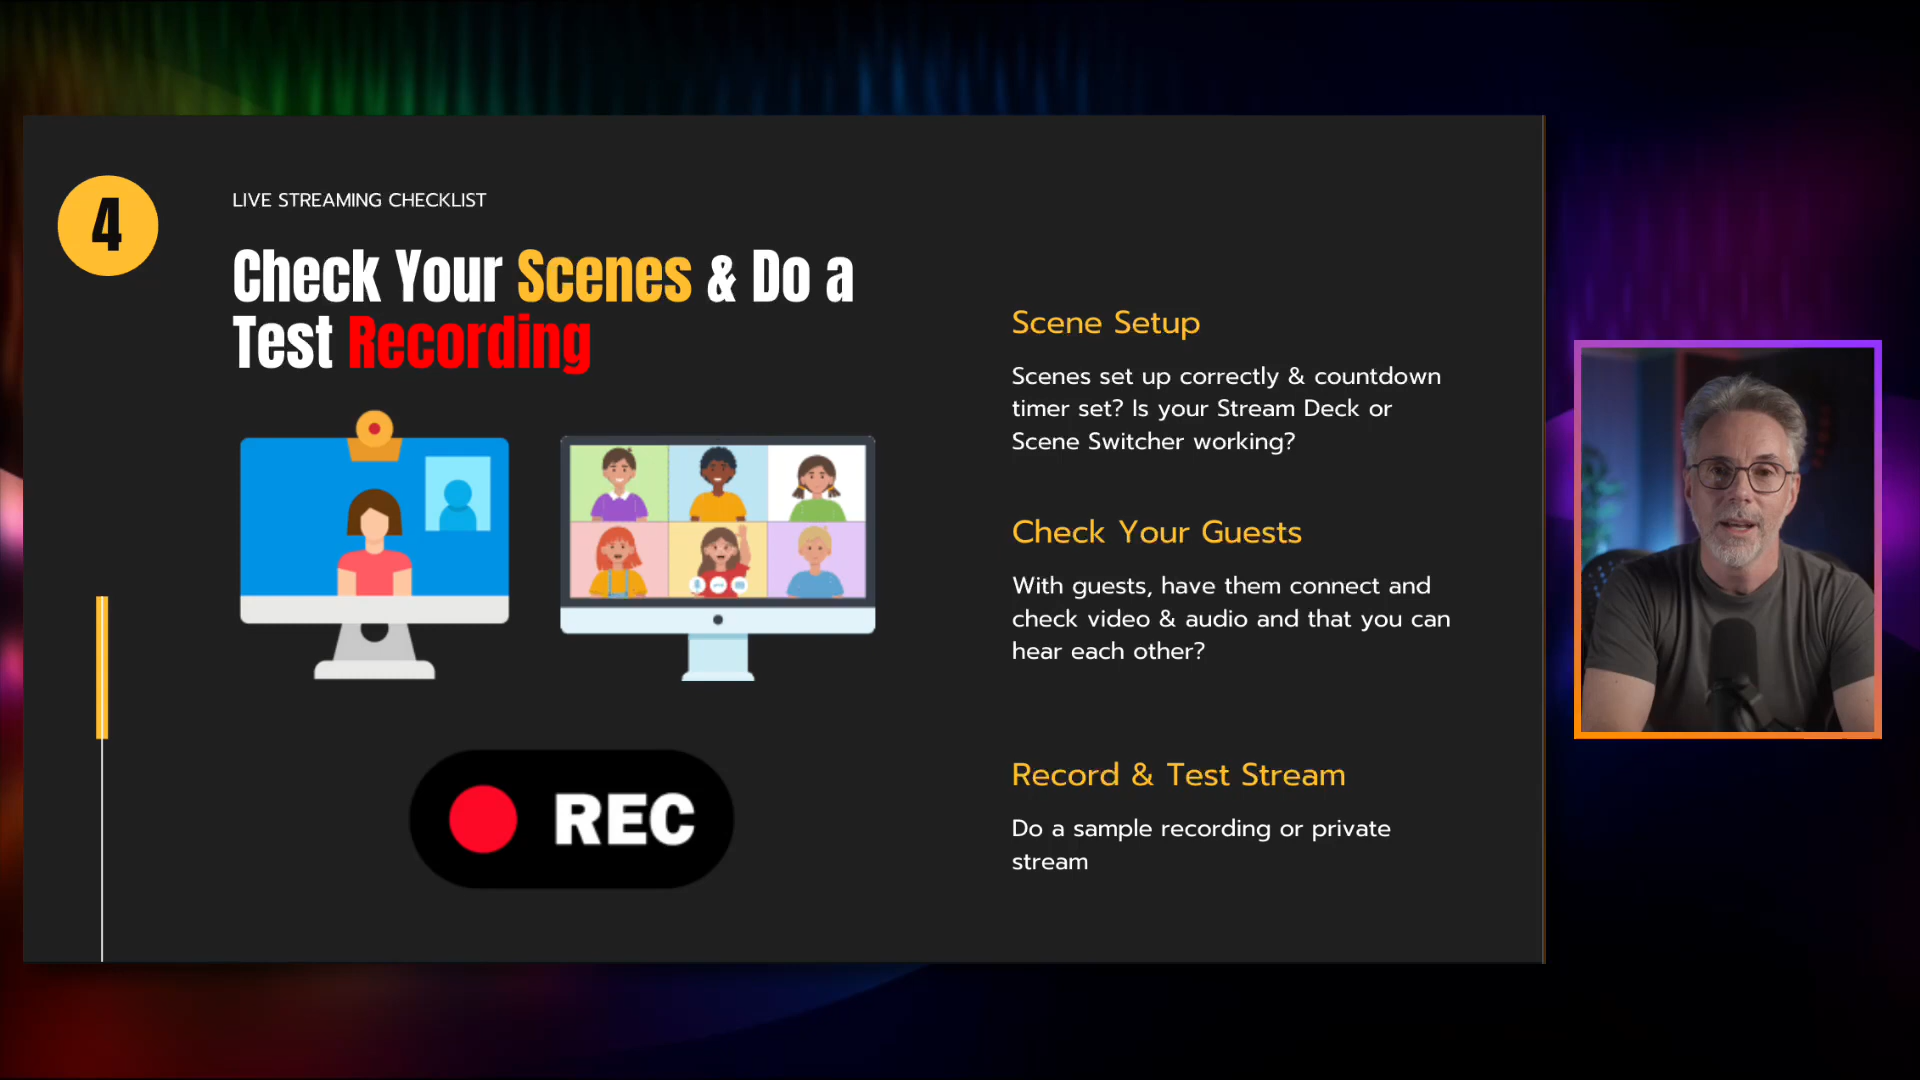 4
LIVE STREAMING CHECKLIST
Check Your Scenes & Do a
Test Recording
REC
Scene Setup
Scenes set up correctly & countdown
timer set? Is your Stream Deck or
Scene Switcher working?
Check Your Guests
With guests, have them connect and
check video & audio and that you can
hear each other?
Record & Test Stream
Do a sample recording or private
stream